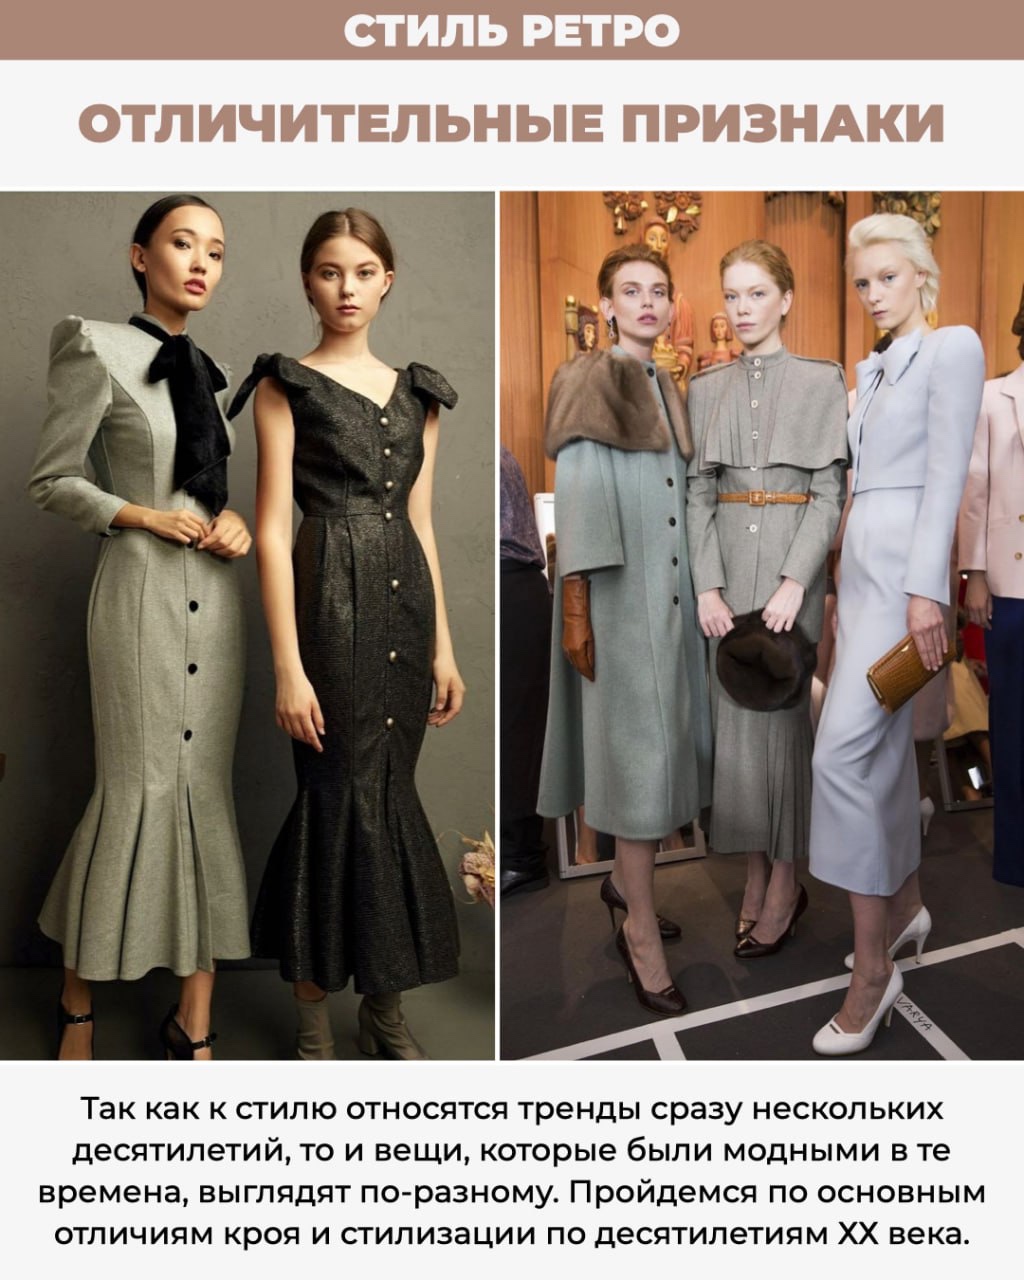 СТИЛЬ РЕТРО
ОТЛИЧИТЕЛЬНЫЕ ПРИЗНАКИ
VARYA
Так как к стилю относятся тренды сразу нескольких
десятилетий, то и вещи, которые были модными в те
времена, выглядят по-разному. Пройдемся по основным
отличиям кроя и стилизации по десятилетиям XX века.